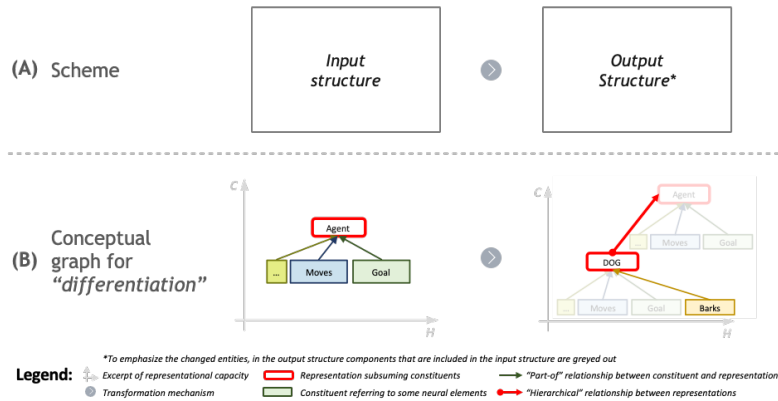 (A) Scheme
Input
structure
Output
Structure*
(B) Conceptual
graph for
“differentiation”
C
Agent
...
Moves
Goal
H
C
Agent
...
Moves
Goal
DOG
...
Moves
Goal
Barks
H
*To emphasize the changed entities, in the output structure components that are included in the input structure are greyed out
Legend:
Excerpt of representational capacity
Representation subsuming constituents
“Part-of” relationship between constituent and representation
Transformation mechanism
Constituent referring to some neural elements
“Hierarchical” relationship between representations